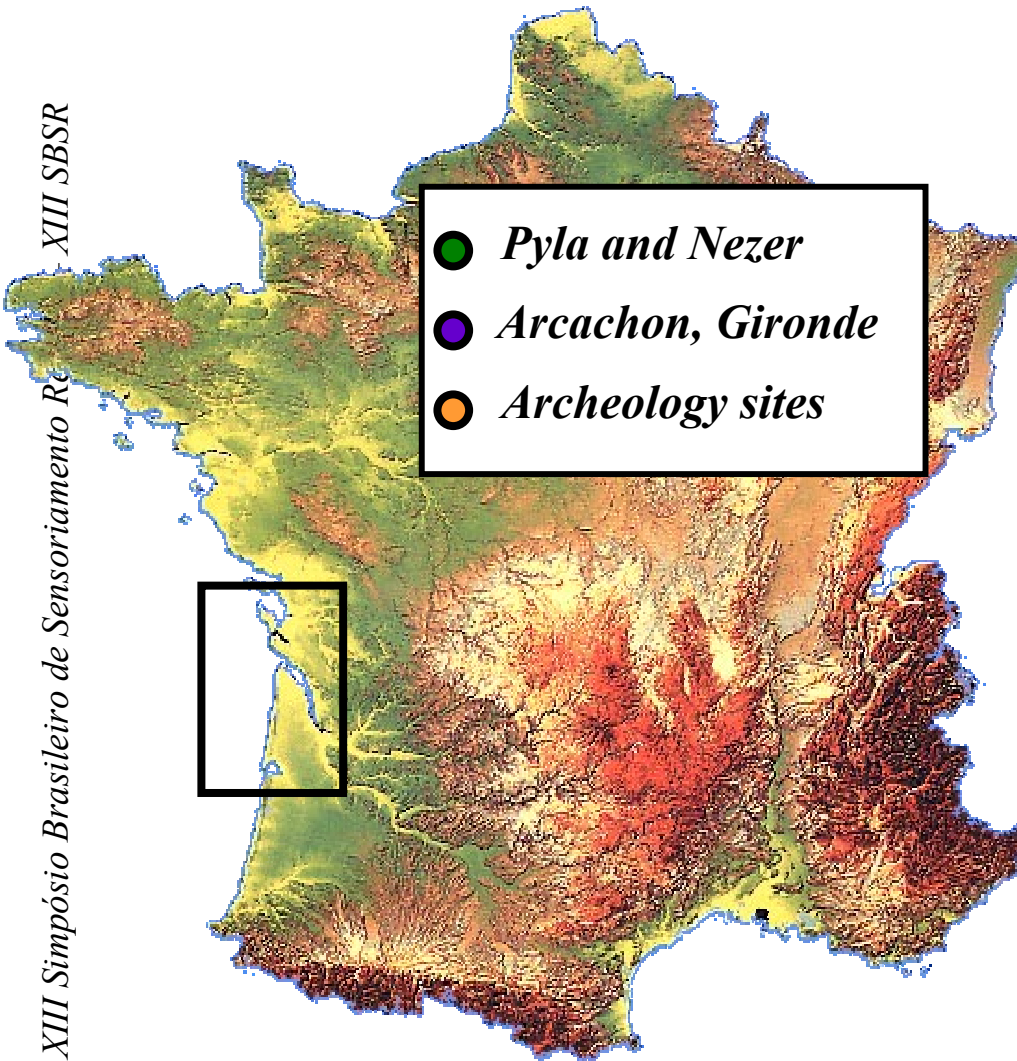 XIII Simpósio Brasileiro de Sensoriamento XIII SBSR
Pyla and Nezer
Arcachon, Gironde
Archeology sites